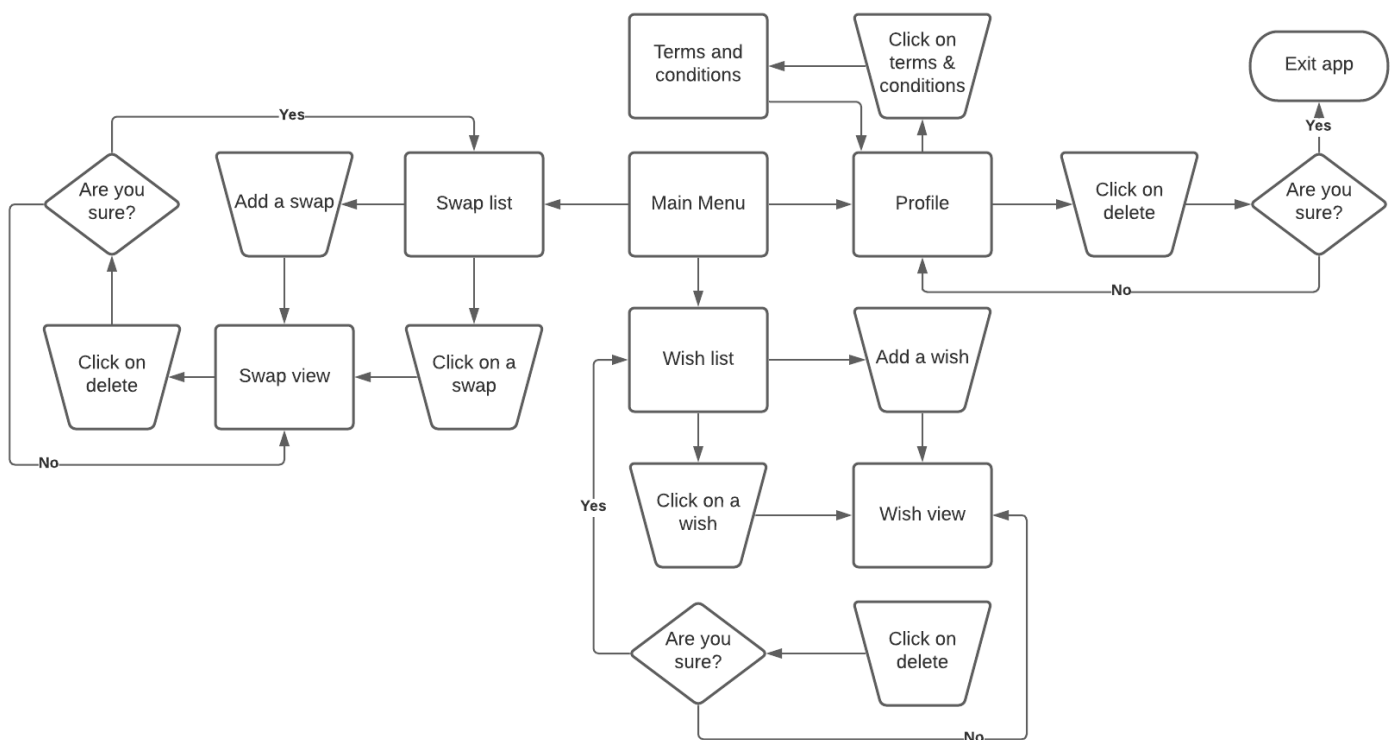 Terms and
conditions
Click on
terms &
conditions
Exit app
Yes
Yes
Are you
sure?
Add a swap
Swap list
Main Menu
Profile
Click on
delete
Are you
sure?
No
Click on
delete
Swap view
Click on a
swap
Wish list
Add a wish
No
Yes
Click on a
wish
Wish view
Are you
sure?
Click on
delete
No